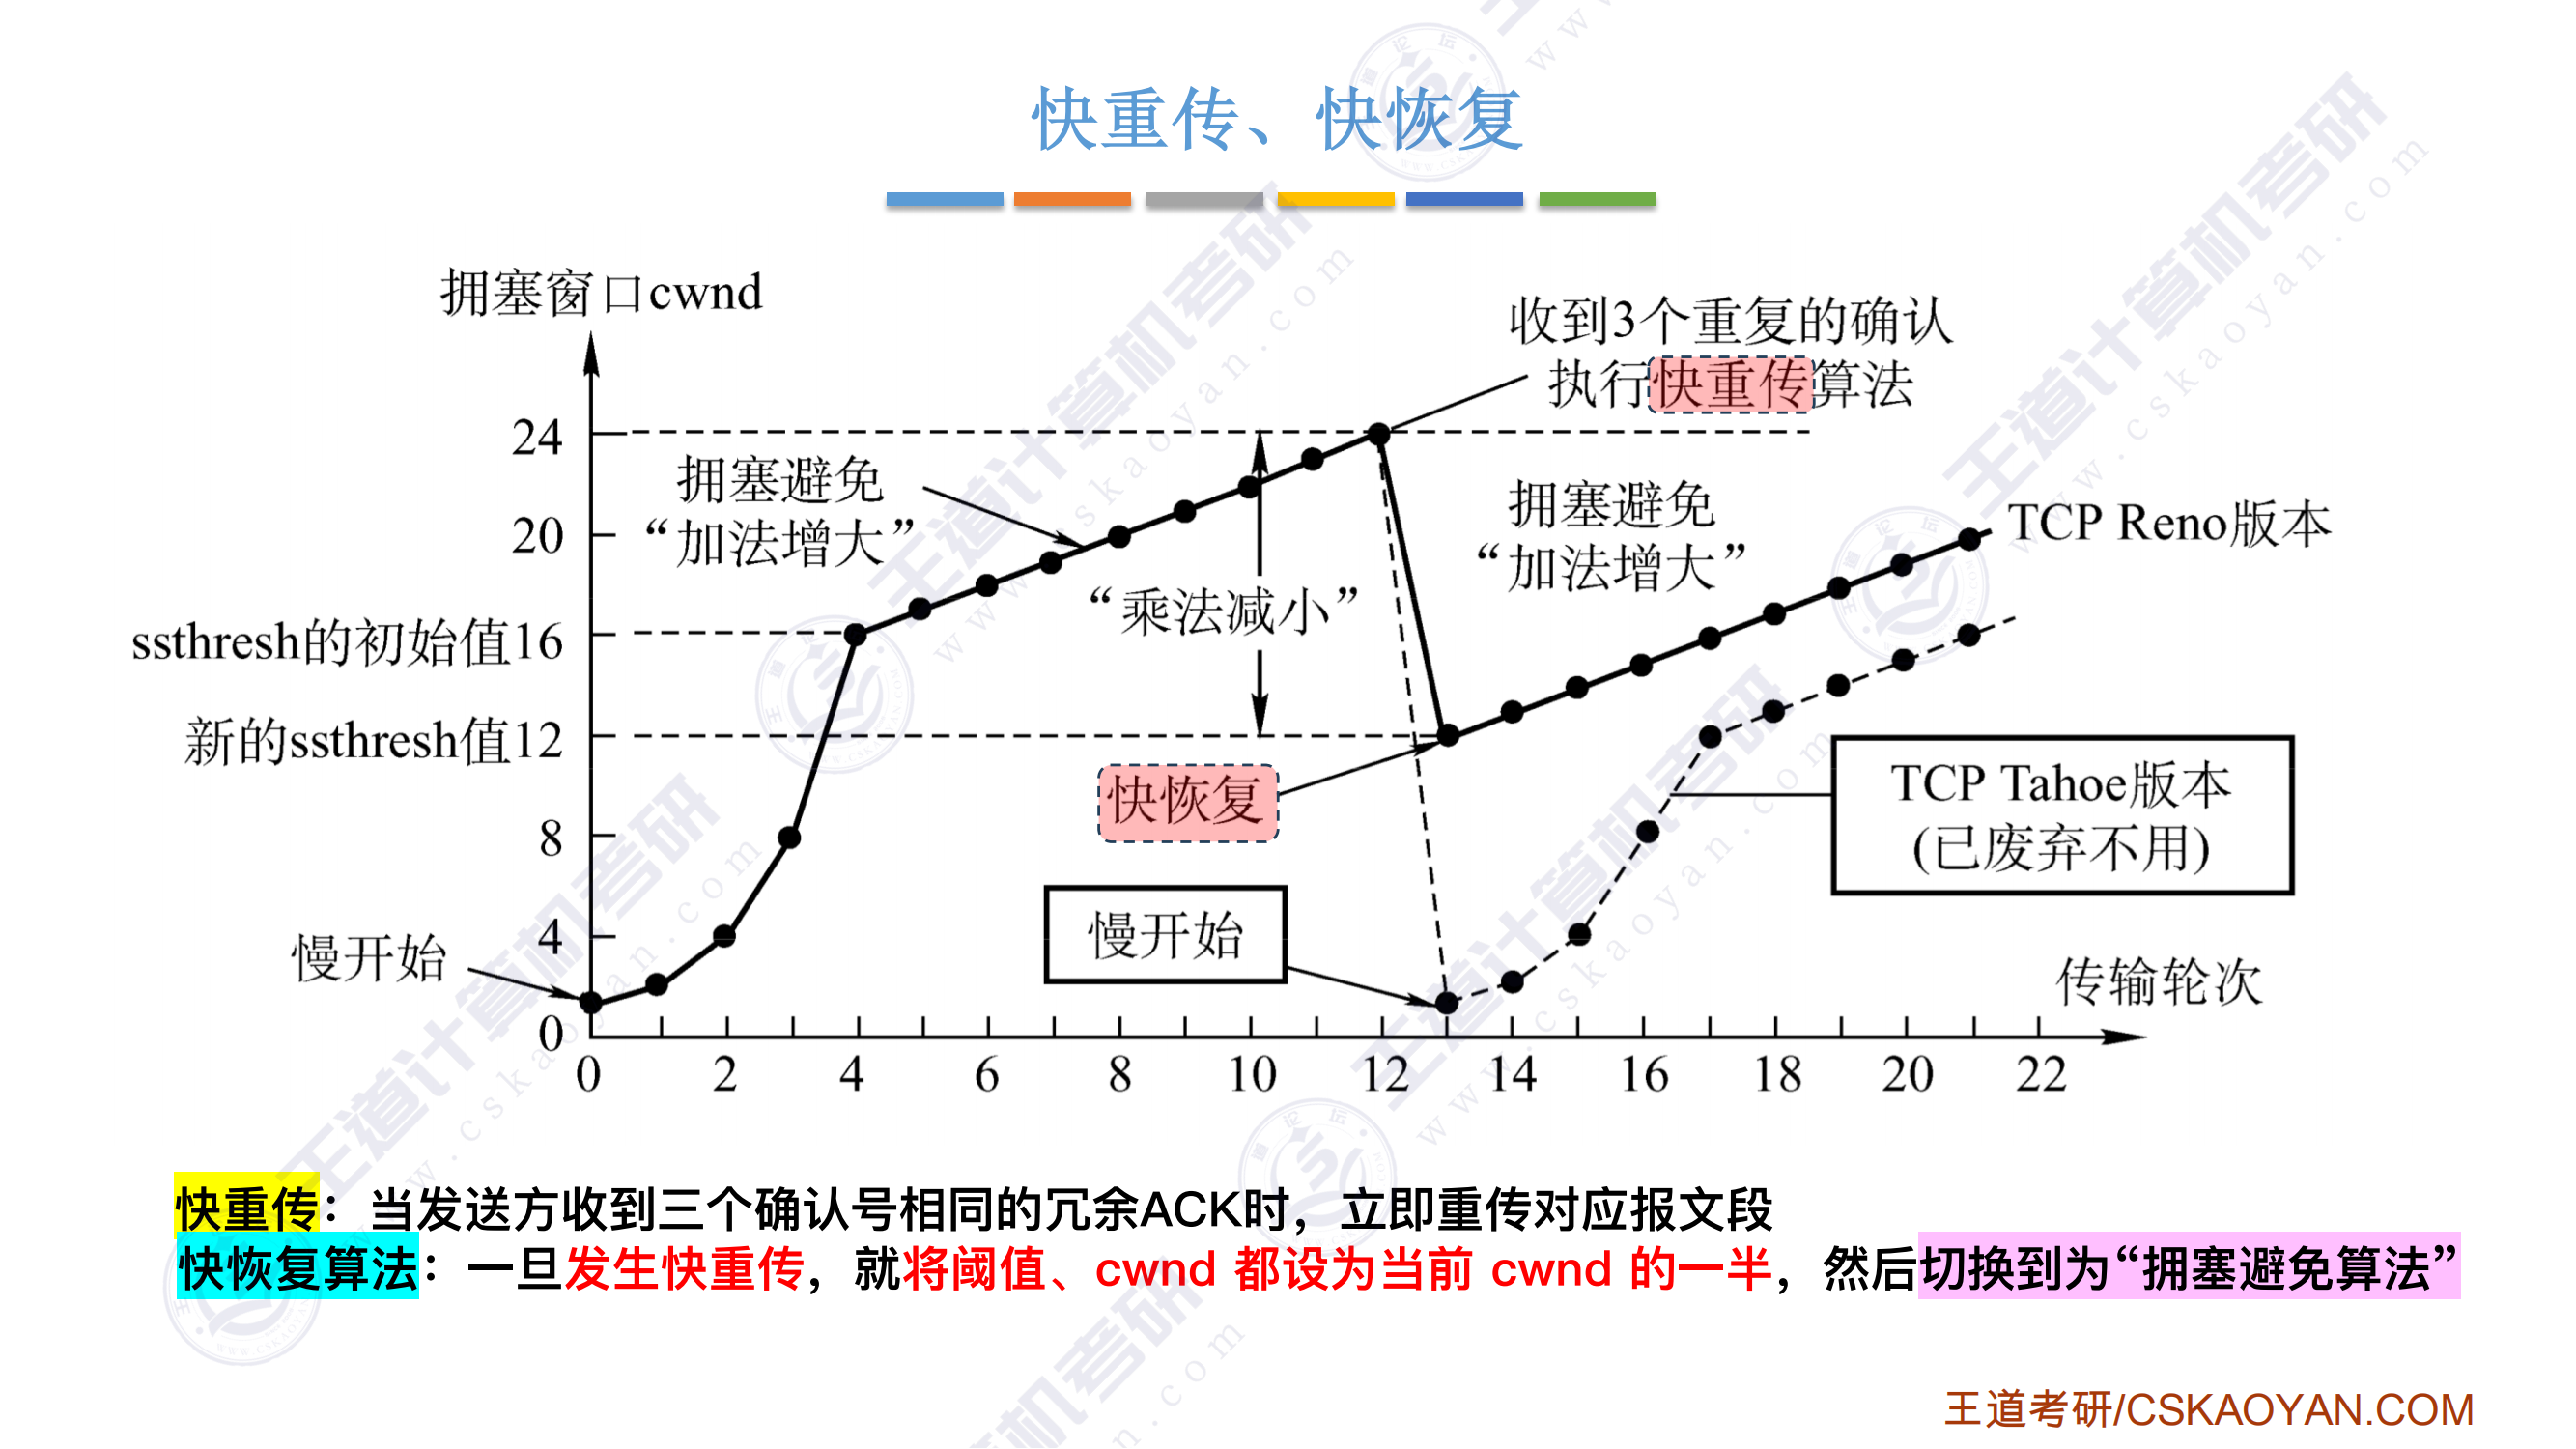 快重传、快恢复
拥塞窗口cwnd
收到3个重复的确认
执行快重传算法
24
拥塞避免
“加法增大”
拥塞避免
“加法增大”
TCP Reno版本
20
“乘法减小”
ssthresh的初始值16
新的ssthresh值12
快恢复
TCP Tahoe版本
(已废弃不用)
8
慢开始
4
慢开始
传输轮次
0
0 2 4 6 8 10 12 14 16 18 20 22
快重传：当发送方收到三个确认号相同的冗余ACK时，立即重传对应报文段
快恢复算法：一旦发生快重传，就将阈值、cwnd 都设为当前 cwnd 的一半，然后切换到为“拥塞避免算法”
王道考研/CSKAOYAN.COM
王道计算机考研
www.cskaoyan.com